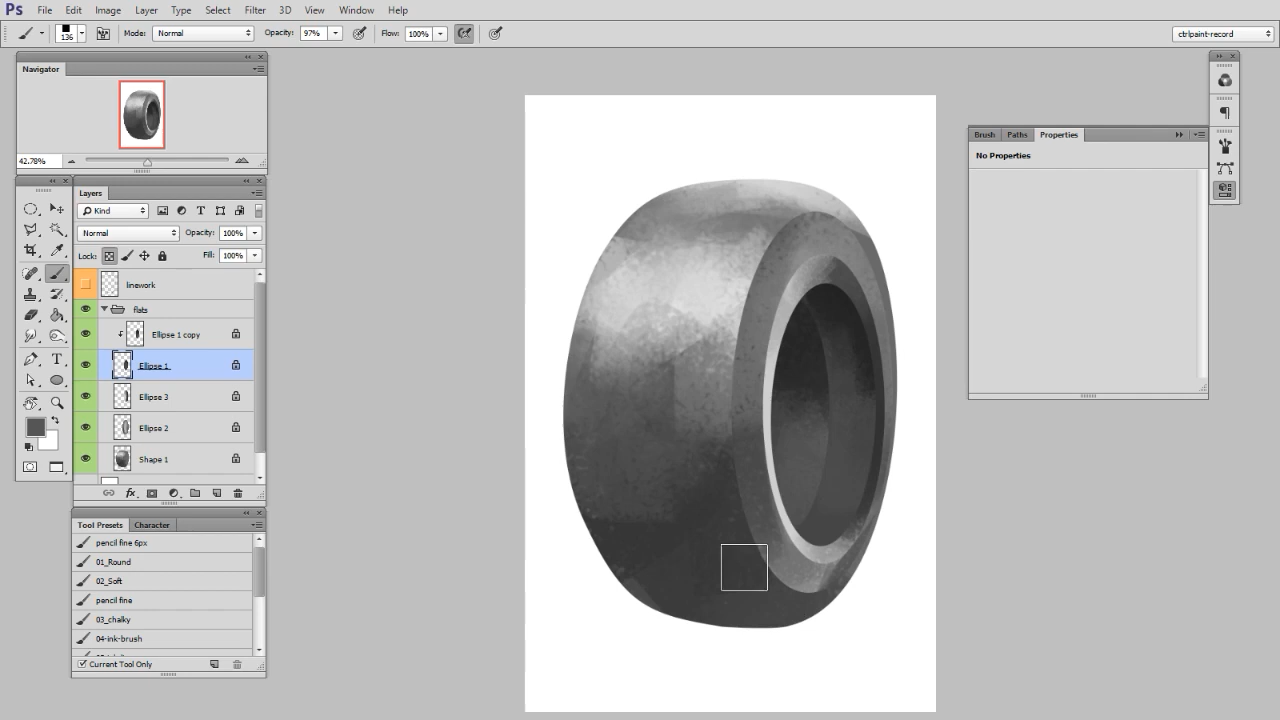 Ps File Edit Image Layer Type Select Filter 3D View Window Help
136 Mode: Normal Opacity: 97% Flow: 100% ctrlpaint-record
Navigator
42.78%
Layers
Kind
Normal Opacity: 100%
Lock: Fill: 100%
linework
flats
Ellipse 1 copy
Ellipse 1
Ellipse 3
Ellipse 2
Shape 1
fx
Tool Presets Character
pencil fine 6px
01_Round
02_Soft
pencil fine
03_chalky
04-ink-brush
Current Tool Only
Brush Paths Properties
No Properties